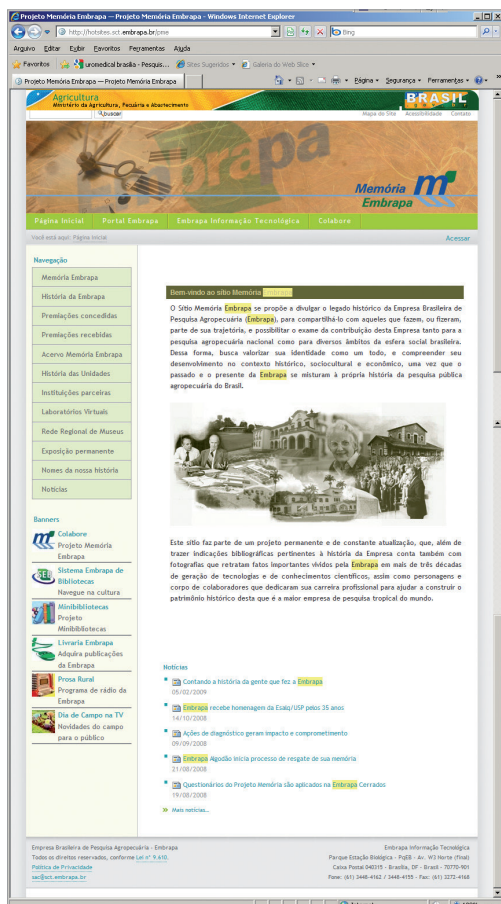 Projeto Memória Embrapa — Projeto Memória Embrapa - Windows Internet Explorer
http://hotsites.sct.embrapa.br/pme
Bing
Arquivo Editar Exibir Favoritos Ferramentas Ajuda
Favoritos uromedical brasília - Pesquis... Sites Sugeridos Galeria do Web Slice
Projeto Memória Embrapa — Projeto Memória Embrapa
Página Segurança Ferramentas
Agricultura
Ministério da Agricultura, Pecuária e Abastecimento
BRASIL
buscar
Mapa do Site Acessibilidade Contato
Embrapa
Memória
Embrapa
Página Inicial Portal Embrapa Embrapa Informação Tecnológica Colabore
Você está aqui: Página Inicial
Acessar
Navegação
Memória Embrapa
História da Embrapa
Premiações concedidas
Premiações recebidas
Acervo Memória Embrapa
História das Unidades
Instituições parceiras
Laboratórios Virtuais
Rede Regional de Museus
Exposição permanente
Nomes da nossa história
Notícias
Banners
Colabore
Projeto Memória
Embrapa
Sistema Embrapa de
Bibliotecas
Navegue na cultura
Minibibliotecas
Projeto
Minibibliotecas
Livraria Embrapa
Adquira publicações
da Embrapa
Prosa Rural
Programa de rádio da
Embrapa
Dia de Campo na TV
Novidades do campo
para o público
Bem-vindo ao sítio Memória Embrapa
O Sítio Memória Embrapa se propõe a divulgar o legado histórico da Empresa Brasileira de
Pesquisa Agropecuária (Embrapa), para compartilhá-lo com aqueles que fazem, ou fizeram,
parte de sua trajetória, e possibilitar o exame da contribuição desta Empresa tanto para a
pesquisa agropecuária nacional como para diversos âmbitos da esfera social brasileira.
Dessa forma, busca valorizar sua identidade como um todo, e compreender seu
desenvolvimento no contexto histórico, sociocultural e econômico, uma vez que o
passado e o presente da Embrapa se misturam à própria história da pesquisa pública
agropecuária do Brasil.
Este sítio faz parte de um projeto permanente e de constante atualização, que, além de
trazer indicações bibliográficas pertinentes à história da Empresa conta também com
fotografias que retratam fatos importantes vividos pela Embrapa em mais de três décadas
de geração de tecnologias e de conhecimentos científicos, assim como personagens e
corpo de colaboradores que dedicaram sua carreira profissional para ajudar a construir o
patrimônio histórico desta que é a maior empresa de pesquisa tropical do mundo.
Notícias
Contando a história da gente que fez a Embrapa
05/02/2009
Embrapa recebe homenagem da Esalq/USP pelos 35 anos
14/10/2008
Ações de diagnóstico geram impacto e comprometimento
09/09/2008
Embrapa Algodão inicia processo de resgate de sua memória
21/08/2008
Questionários do Projeto Memória são aplicados na Embrapa Cerrados
19/08/2008
Mais notícias...
Empresa Brasileira de Pesquisa Agropecuária - Embrapa
Todos os direitos reservados, conforme Lei n° 9.610.
Política de Privacidade
sac@sct.embrapa.br
Embrapa Informação Tecnológica
Parque Estação Biológica - PqEB - Av. W3 Norte (final)
Caixa Postal 040315 - Brasília, DF - Brasil - 70770-901
Fone: (61) 3448-4162 / 3448-4155 - Fax: (61) 3272-4168